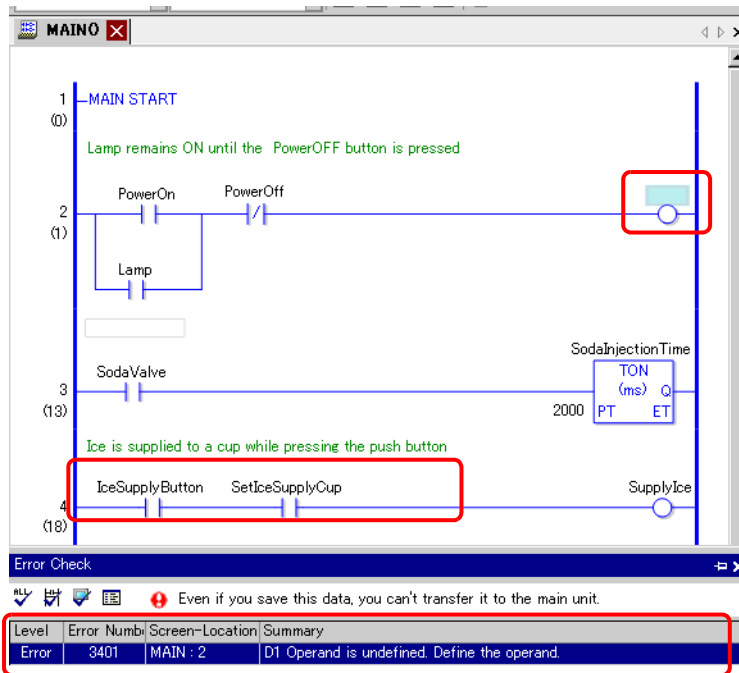 MAIN0
1 MAIN START
(0)
Lamp remains ON until the PowerOFF button is pressed
PowerOn PowerOff
2
(1)
Lamp
SodaInjectionTime
SodaValve TON
3 (ms) Q
(13) 2000 PT ET
Ice is supplied to a cup while pressing the push button
IceSupplyButton SetIceSupplyCup SupplyIce
4
(18)
Error Check
ALL Even if you save this data, you can't transfer it to the main unit.
Level Error Numb Screen-Location Summary
Error 3401 MAIN : 2 D1 Operand is undefined. Define the operand.